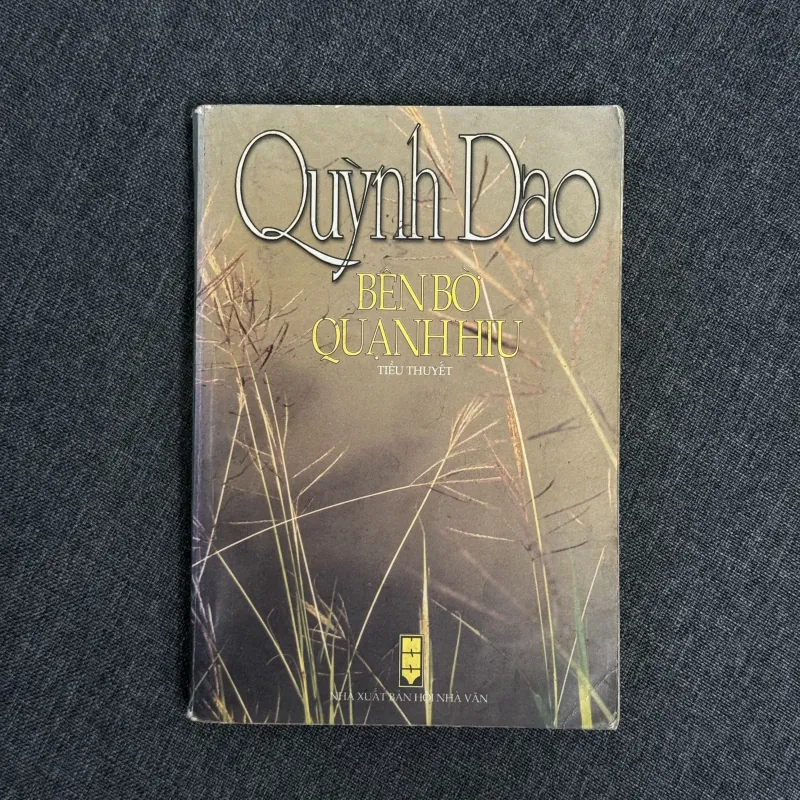 Quỳnh Dao
BÊN BỜ
QUẠNH HIU
TIỂU THUYẾT
NHÀ XUẤT BẢN HỘI NHÀ VĂN